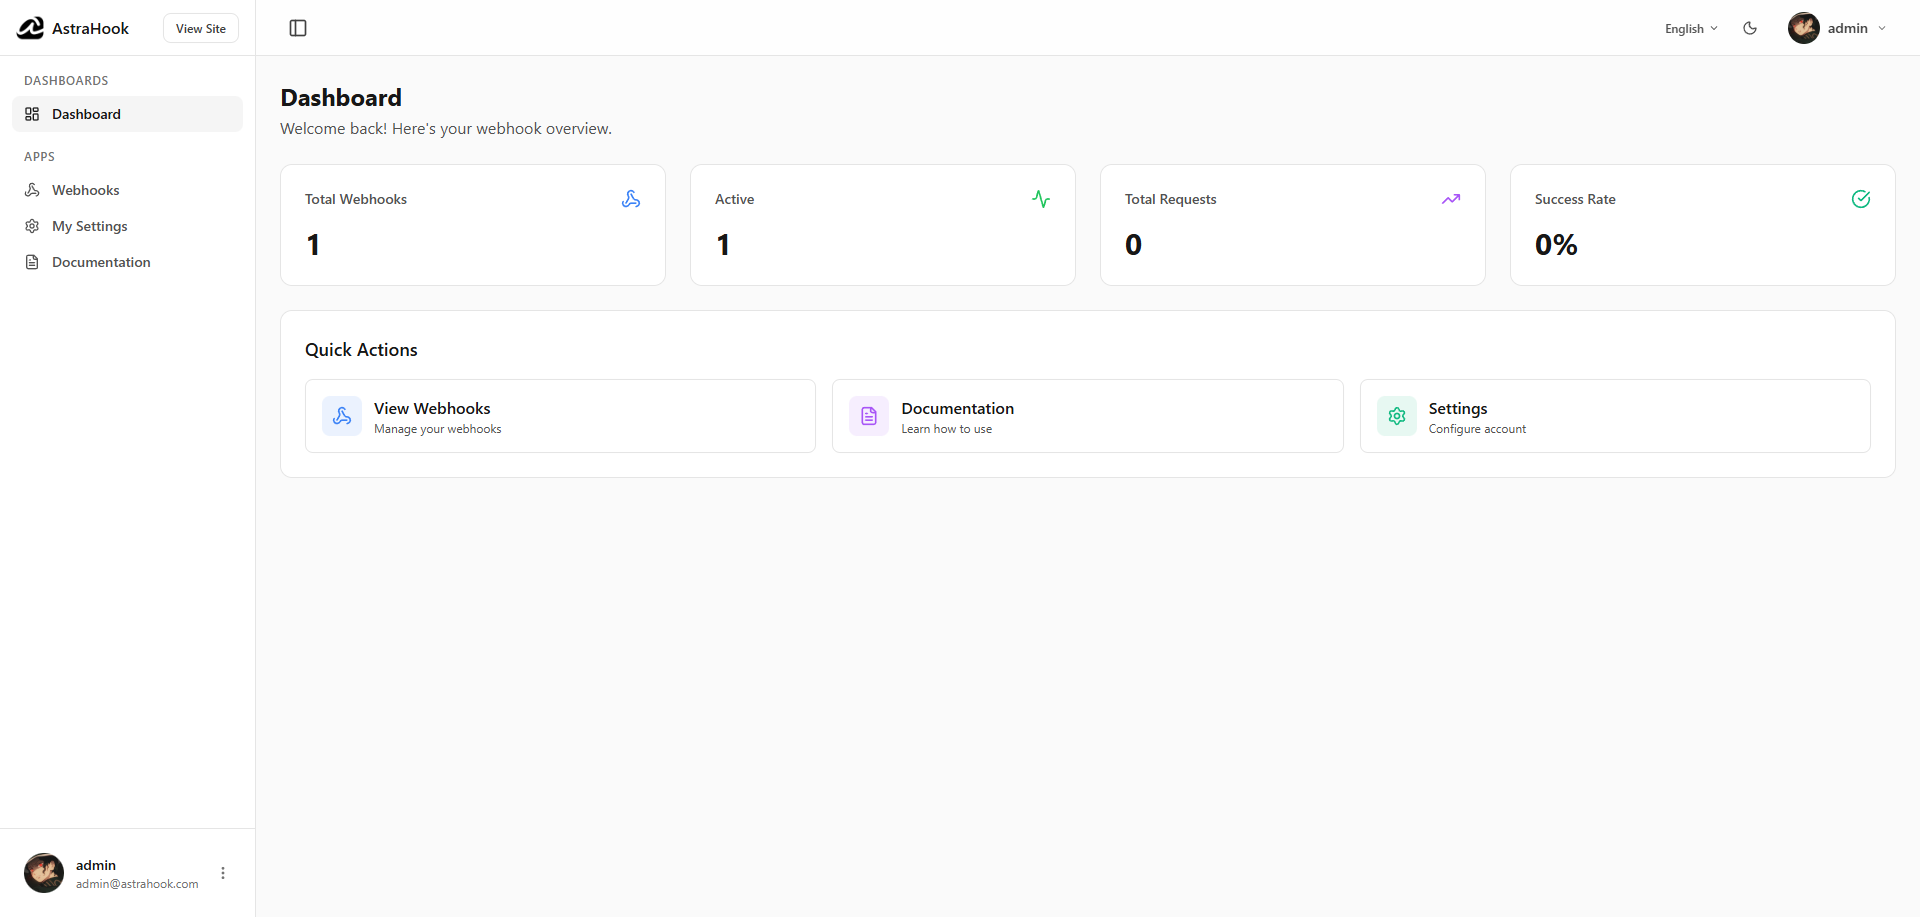 AstraHook
View Site
English
admin
DASHBOARDS
Dashboard
APPS
Webhooks
My Settings
Documentation
Dashboard
Welcome back! Here's your webhook overview.
Total Webhooks
1
Active
1
Total Requests
0
Success Rate
0%
Quick Actions
View Webhooks
Manage your webhooks
Documentation
Learn how to use
Settings
Configure account
admin
admin@astrahook.com